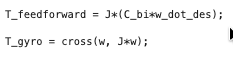 T_feedforward = J*(C_bi*w_dot_des);
T_gyro = cross(w, J*w);